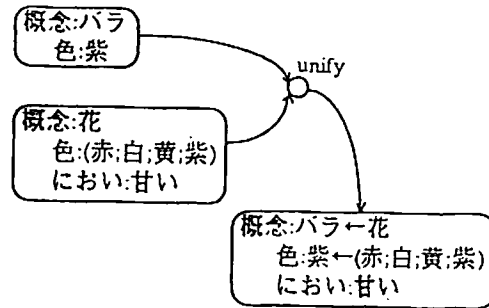 概念:バラ
色:紫
unify
概念:花
色:(赤;白;黄;紫)
におい:甘い
概念:バラ←花
色:紫←(赤;白;黄;紫)
におい:甘い